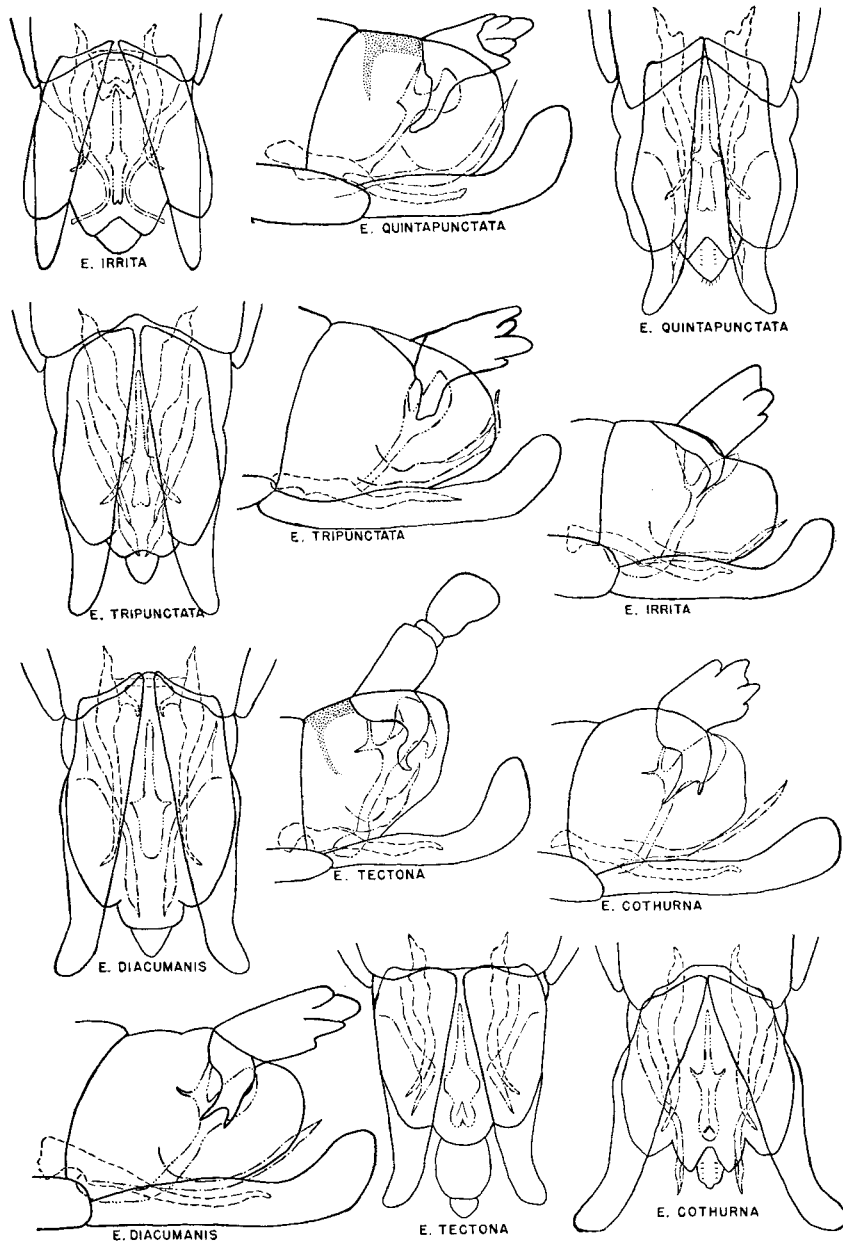 E. IRRITA
E. QUINTAPUNCTATA
E. QUINTAPUNCTATA
E. TRIPUNCTATA
E. TRIPUNCTATA
E. IRRITA
E. DIACUMANIS
E. TECTONA
E. COTHURNA
E. DIACUMANIS
E. TECTONA
E. COTHURNA